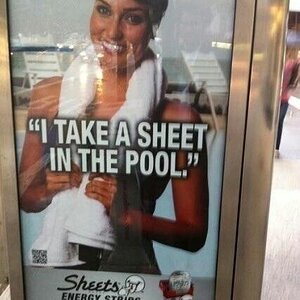 "I TAKE A SHEET
IN THE POOL."
Sheets
ENERGY STRIPS